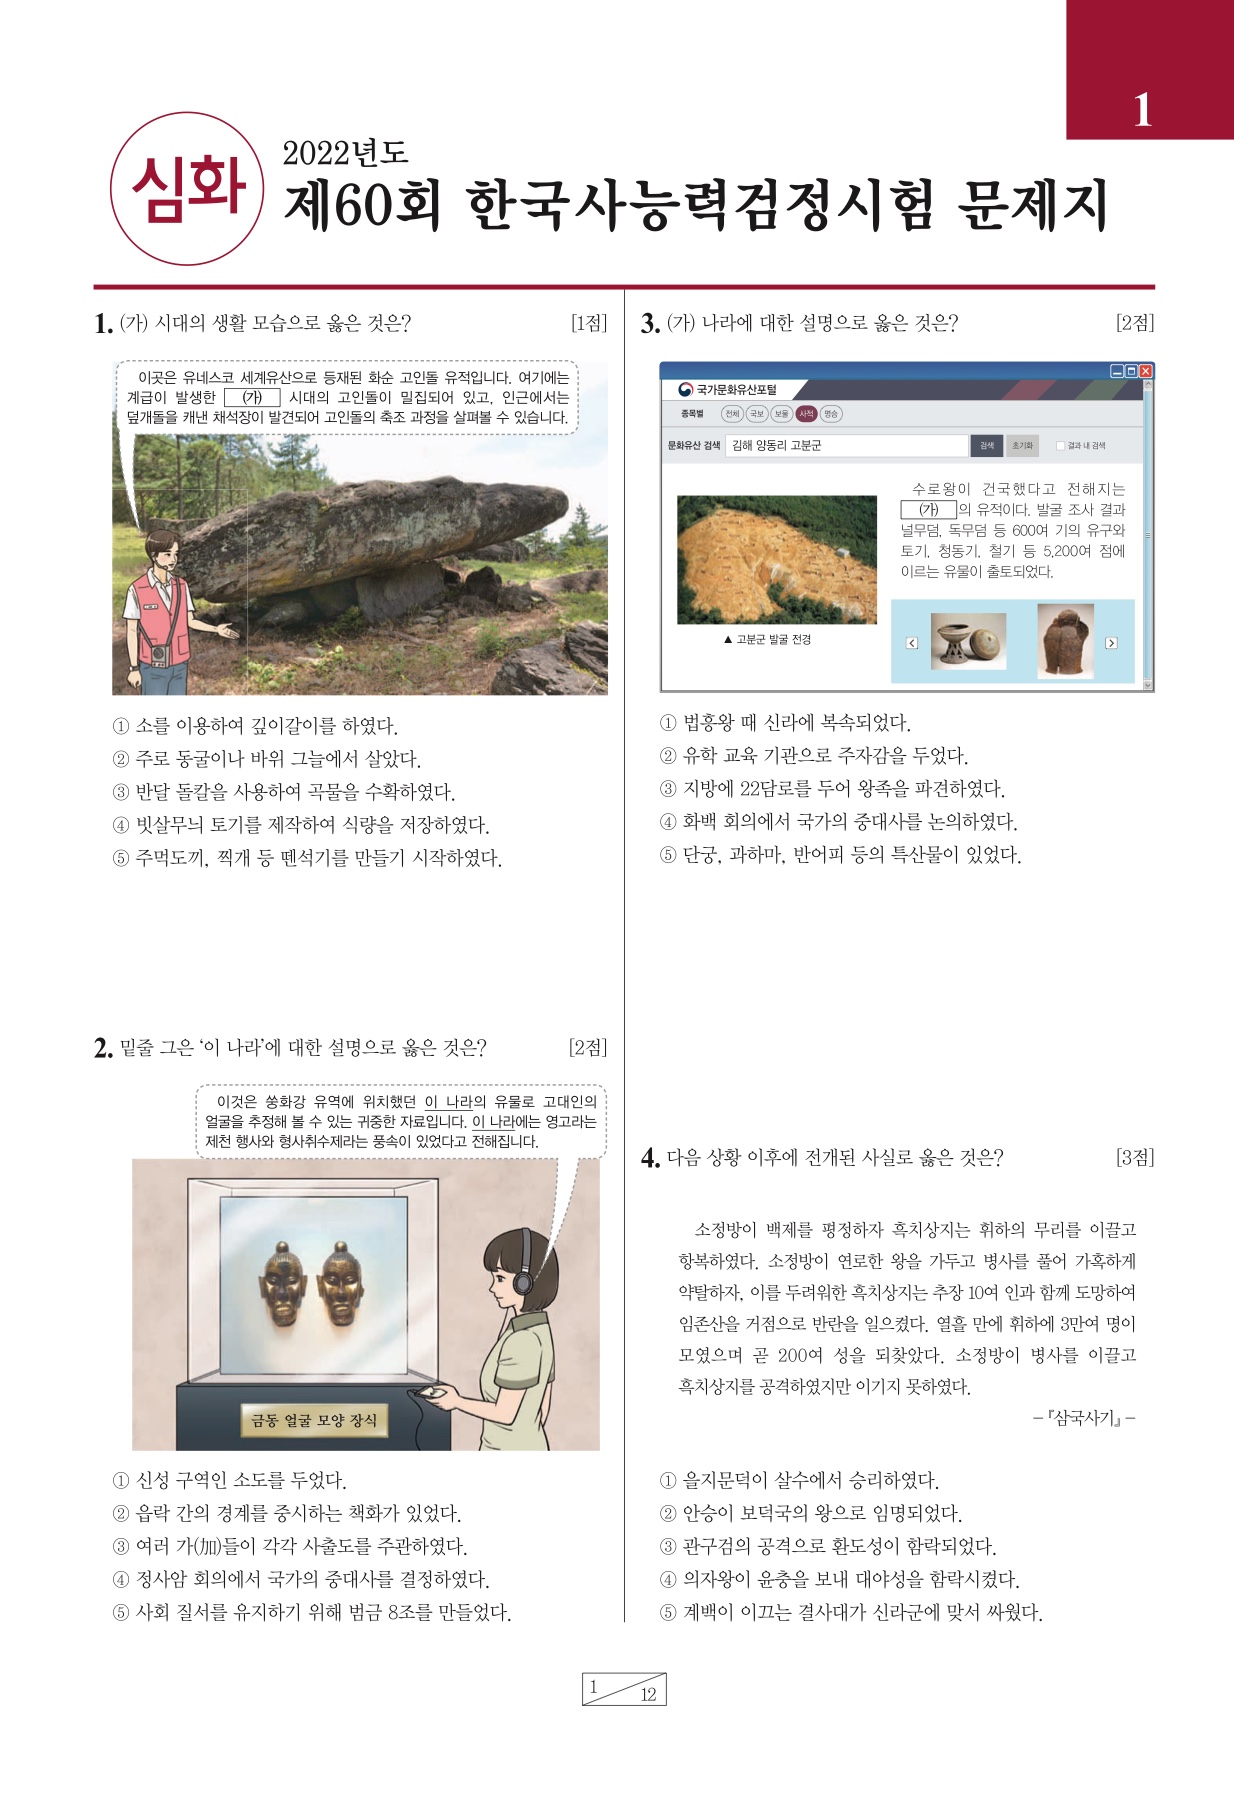 1
심화
2022년도
제60회 한국사능력검정시험 문제지
1. (가) 시대의 생활 모습으로 옳은 것은? [1점]
이곳은 유네스코 세계유산으로 등재된 화순 고인돌 유적입니다. 여기에는
계급이 발생한 (가) 시대의 고인돌이 밀집되어 있고, 인근에서는
덮개돌을 캐낸 채석장이 발견되어 고인돌의 축조 과정을 살펴볼 수 있습니다.
① 소를 이용하여 깊이갈이를 하였다.
② 주로 동굴이나 바위 그늘에서 살았다.
③ 반달 돌칼을 사용하여 곡물을 수확하였다.
④ 빗살무늬 토기를 제작하여 식량을 저장하였다.
⑤ 주먹도끼, 찍개 등 뗀석기를 만들기 시작하였다.
2. 밑줄 그은 ‘이 나라’에 대한 설명으로 옳은 것은? [2점]
이것은 쑹화강 유역에 위치했던 이 나라의 유물로 고대인의
얼굴을 추정해 볼 수 있는 귀중한 자료입니다. 이 나라에는 영고라는
제천 행사와 형사취수제라는 풍속이 있었다고 전해집니다.
금동 얼굴 모양 장식
① 신성 구역인 소도를 두었다.
② 읍락 간의 경계를 중시하는 책화가 있었다.
③ 여러 가(加)들이 각각 사출도를 주관하였다.
④ 정사암 회의에서 국가의 중대사를 결정하였다.
⑤ 사회 질서를 유지하기 위해 범금 8조를 만들었다.
3. (가) 나라에 대한 설명으로 옳은 것은? [2점]
국가문화유산포털
종목별 전체 국보 보물 사적 명승
문화유산 검색 김해 양동리 고분군 검색 초기화 결과 내 검색
수로왕이 건국했다고 전해지는
(가) 의 유적이다. 발굴 조사 결과
널무덤, 독무덤 등 600여 기의 유구와
토기, 청동기, 철기 등 5,200여 점에
이르는 유물이 출토되었다.
▲ 고분군 발굴 전경
① 법흥왕 때 신라에 복속되었다.
② 유학 교육 기관으로 주자감을 두었다.
③ 지방에 22담로를 두어 왕족을 파견하였다.
④ 화백 회의에서 국가의 중대사를 논의하였다.
⑤ 단궁, 과하마, 반어피 등의 특산물이 있었다.
4. 다음 상황 이후에 전개된 사실로 옳은 것은? [3점]
소정방이 백제를 평정하자 흑치상지는 휘하의 무리를 이끌고
항복하였다. 소정방이 연로한 왕을 가두고 병사를 풀어 가혹하게
약탈하자, 이를 두려워한 흑치상지는 추장 10여 인과 함께 도망하여
임존산을 거점으로 반란을 일으켰다. 열흘 만에 휘하에 3만여 명이
모였으며 곧 200여 성을 되찾았다. 소정방이 병사를 이끌고
흑치상지를 공격하였지만 이기지 못하였다.
－『삼국사기』－
① 을지문덕이 살수에서 승리하였다.
② 안승이 보덕국의 왕으로 임명되었다.
③ 관구검의 공격으로 환도성이 함락되었다.
④ 의자왕이 윤충을 보내 대야성을 함락시켰다.
⑤ 계백이 이끄는 결사대가 신라군에 맞서 싸웠다.
1 12